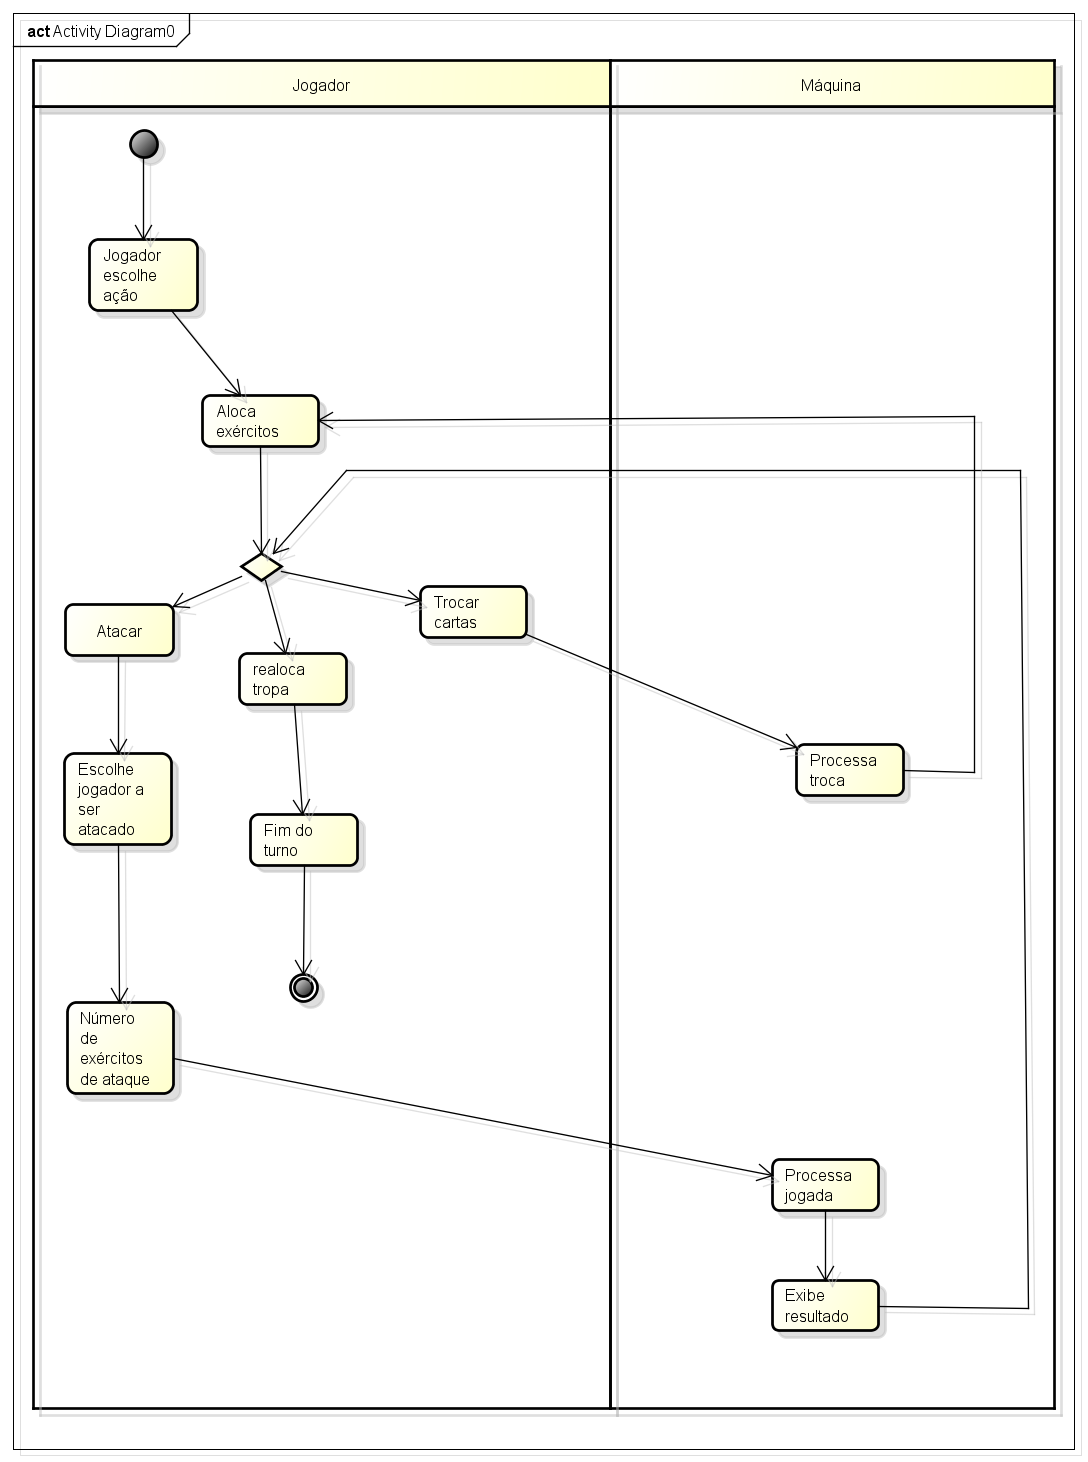 act Activity Diagram0
Jogador
Máquina
Jogador
escolhe
ação
Aloca
exércitos
Trocar
cartas
Atacar
realoca
tropa
Processa
troca
Escolhe
jogador a
ser
atacado
Fim do
turno
Número
de
exércitos
de ataque
Processa
jogada
Exibe
resultado